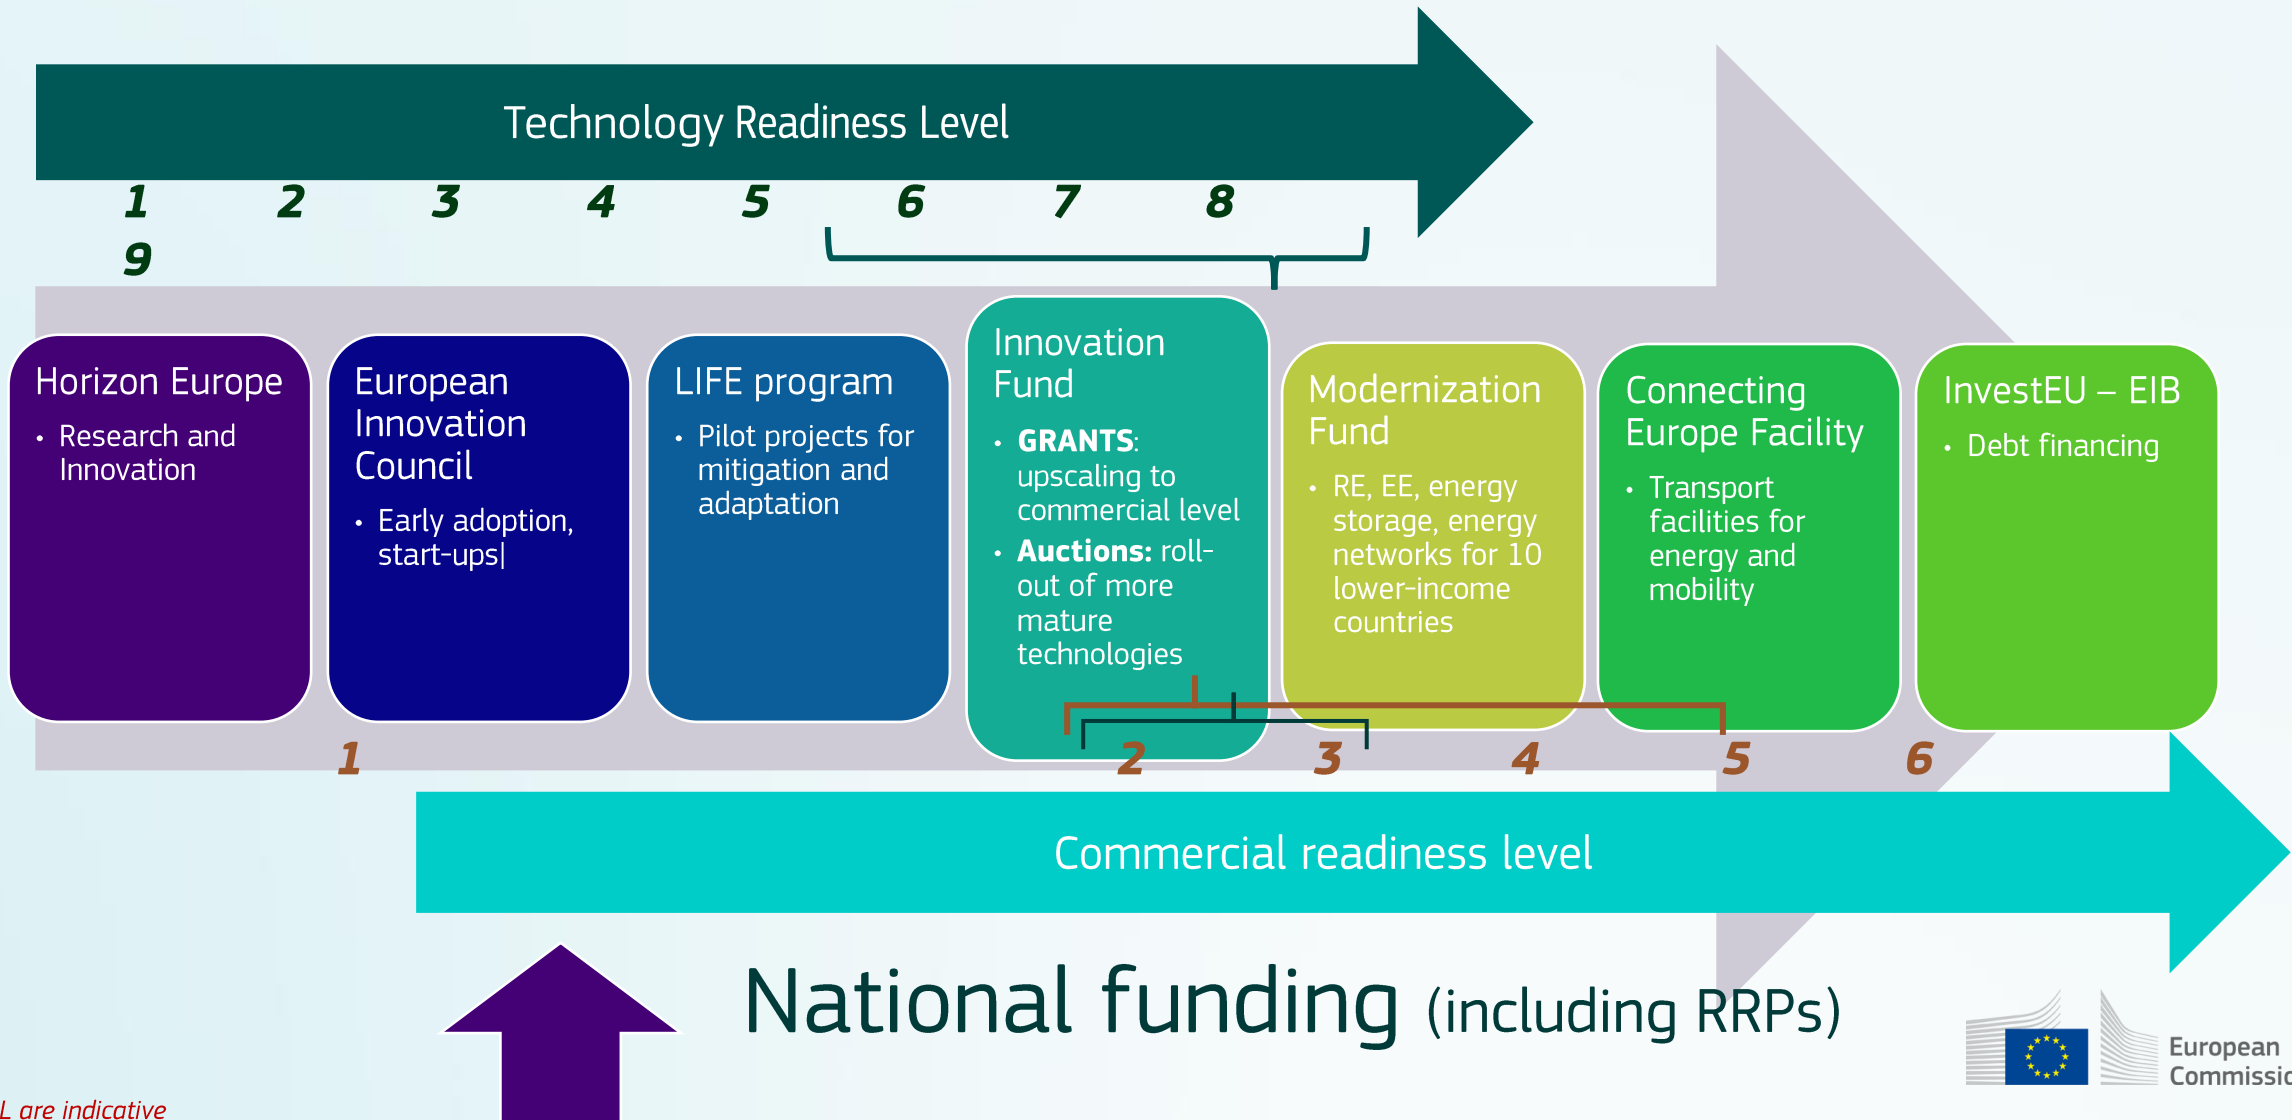 Technology Readiness Level
1 2 3 4 5 6 7 8
9
Horizon Europe
• Research and
Innovation
European
Innovation
Council
• Early adoption,
start-ups|
LIFE program
• Pilot projects for
mitigation and
adaptation
Innovation
Fund
• GRANTS:
upscaling to
commercial level
• Auctions: roll-
out of more
mature
technologies
Modernization
Fund
• RE, EE, energy
storage, energy
networks for 10
lower-income
countries
Connecting
Europe Facility
• Transport
facilities for
energy and
mobility
InvestEU – EIB
• Debt financing
1 2 3 4 5 6
Commercial readiness level
National funding (including RRPs)
European
Commissio
L are indicative